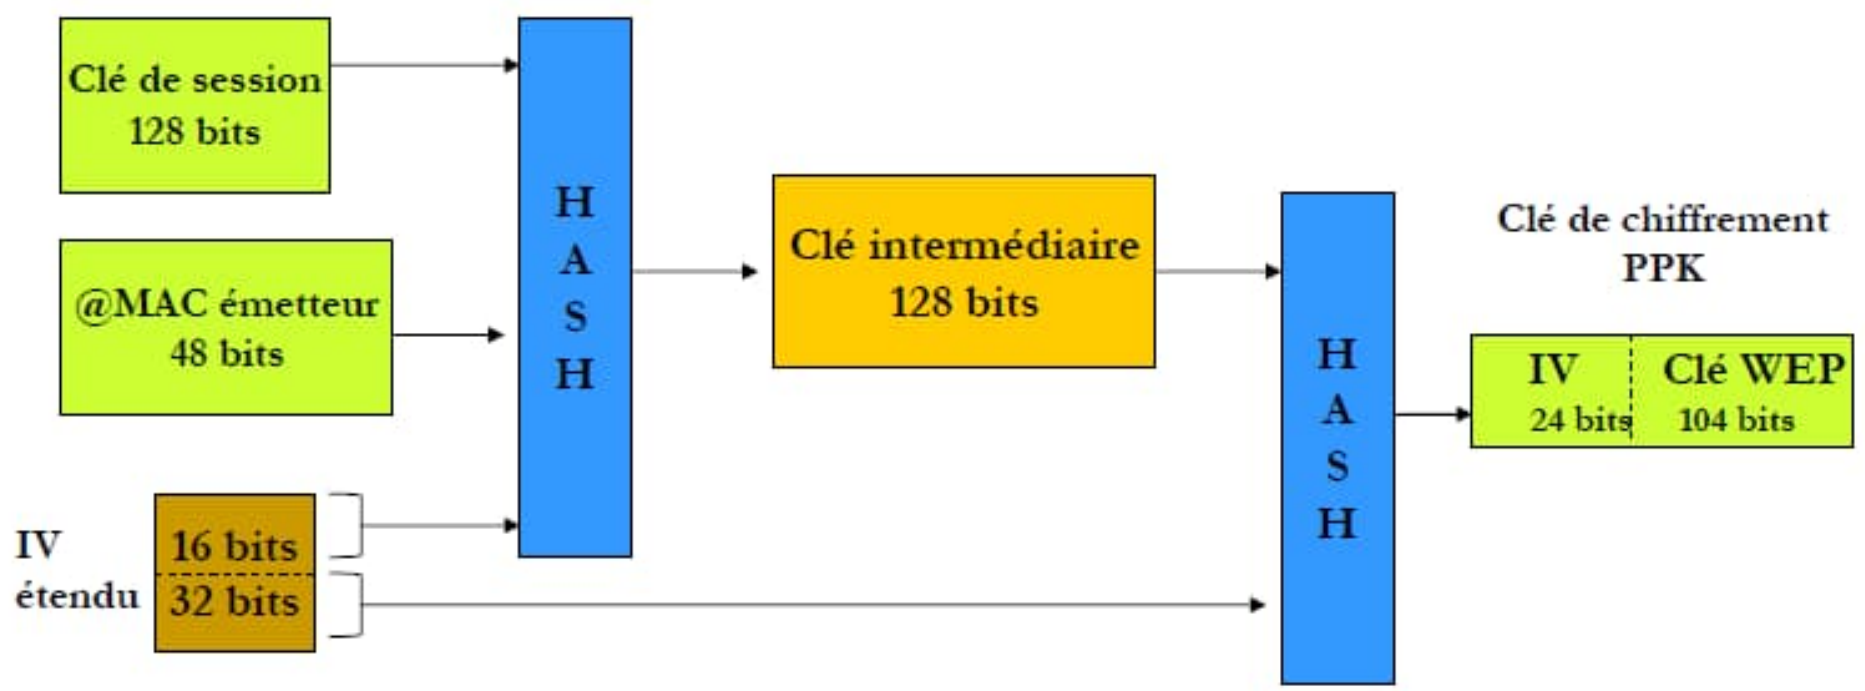 Clé de session
128 bits
@MAC émetteur
48 bits
IV
étendu
16 bits
32 bits
H
A
S
H
Clé intermédiaire
128 bits
H
A
S
H
Clé de chiffrement
PPK
IV
24 bits
Clé WEP
104 bits